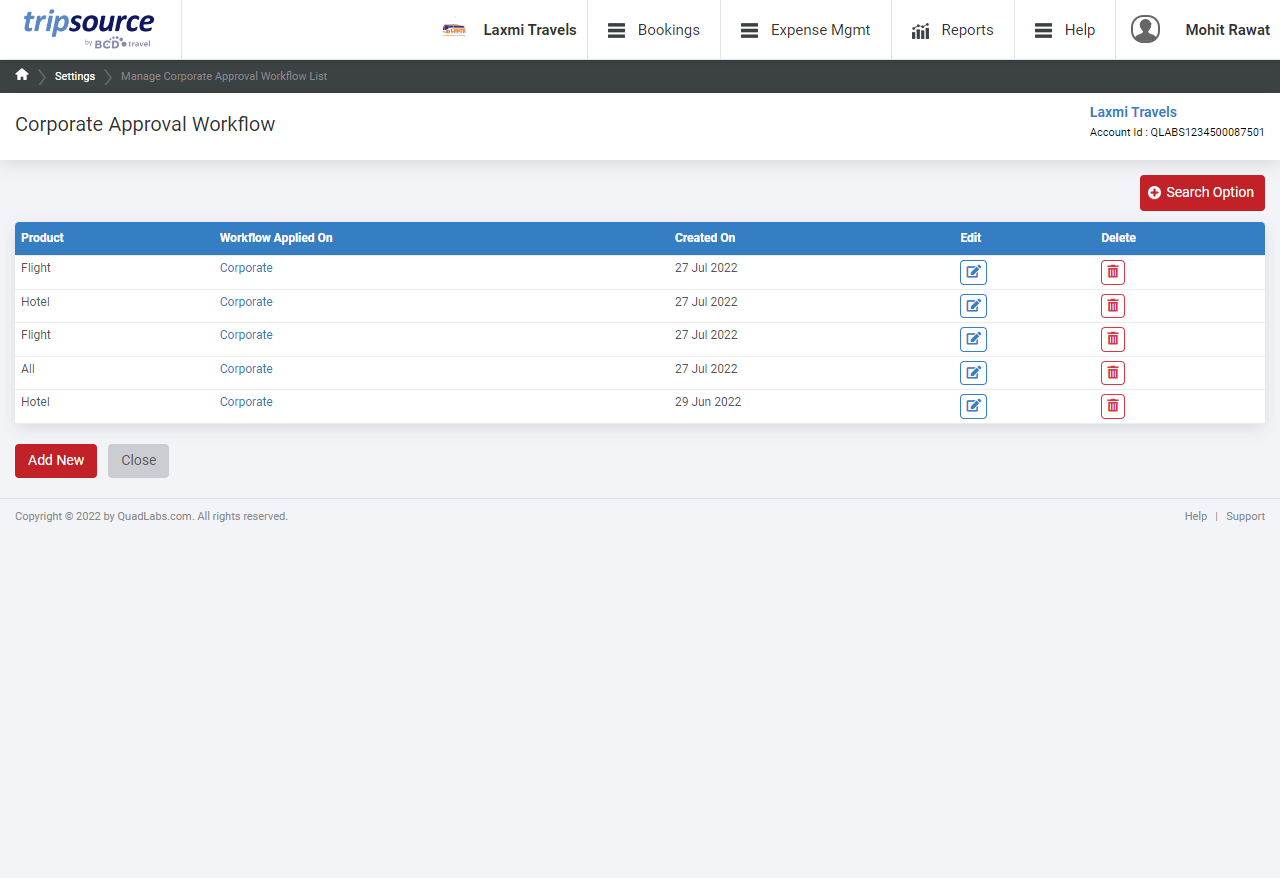 tripsource
by BCD travel
Laxmi Travels
Bookings
Expense Mgmt
Reports
Help
Mohit Rawat
Settings
Manage Corporate Approval Workflow List
Corporate Approval Workflow
Laxmi Travels
Account Id : QLABS1234500087501
Search Option
Product Workflow Applied On Created On Edit Delete
Flight Corporate 27 Jul 2022
Hotel Corporate 27 Jul 2022
Flight Corporate 27 Jul 2022
All Corporate 27 Jul 2022
Hotel Corporate 29 Jun 2022
Add New Close
Copyright © 2022 by QuadLabs.com. All rights reserved.
Help | Support